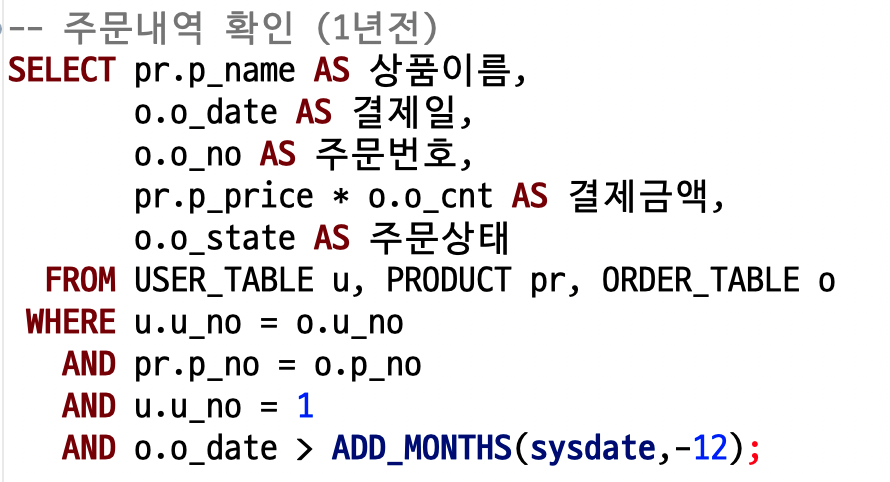 -- 주문내역 확인 (1년전)
SELECT pr.p_name AS 상품이름,
o.o_date AS 결제일,
o.o_no AS 주문번호,
pr.p_price * o.o_cnt AS 결제금액,
o.o_state AS 주문상태
FROM USER_TABLE u, PRODUCT pr, ORDER_TABLE o
WHERE u.u_no = o.u_no
AND pr.p_no = o.p_no
AND u.u_no = 1
AND o.o_date > ADD_MONTHS(sysdate,-12);